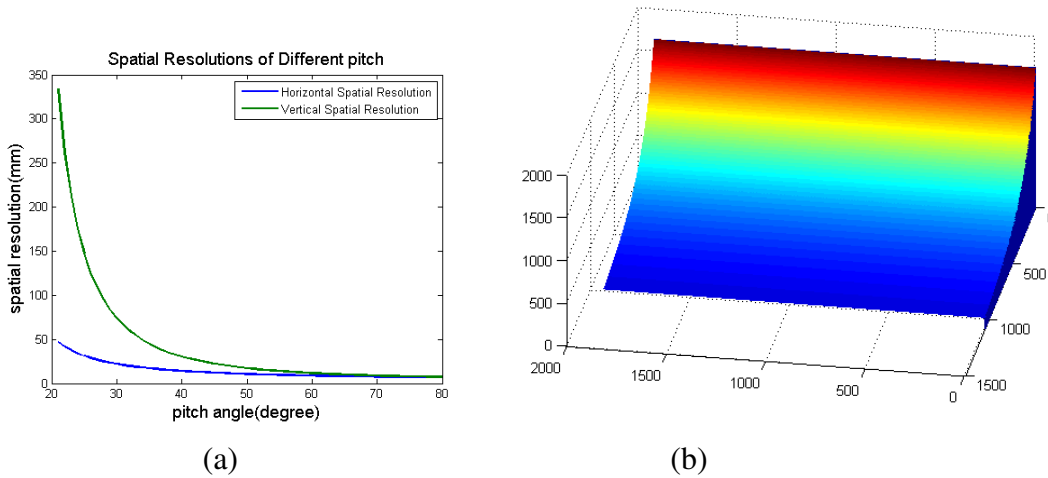 Spatial Resolutions of Different pitch
350
300
250
200
150
100
50
0
spatial resolution(mm)
Horizontal Spatial Resolution
Vertical Spatial Resolution
20 30 40 50 60 70 80
pitch angle(degree)
(a)
2000
1500
1000
500
0
2000
1500
1000
500
0
1500
1000
500
(b)